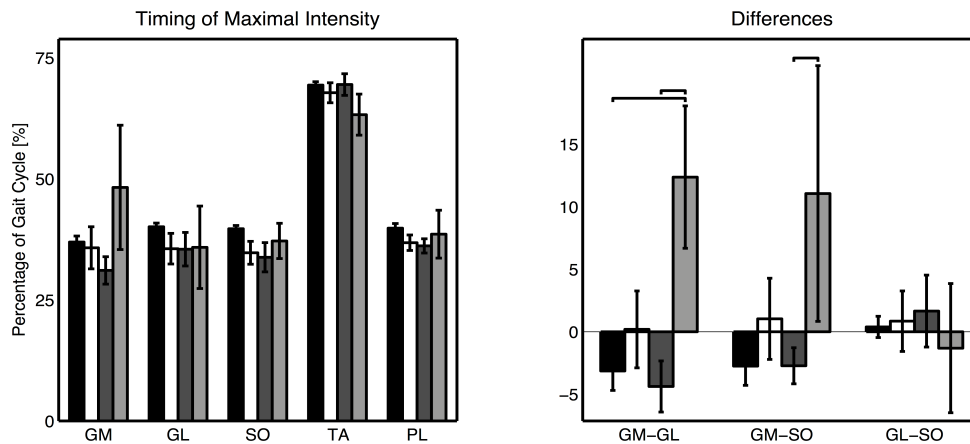 Timing of Maximal Intensity
Percentage of Gait Cycle [%]
75
50
25
0
GM GL SO TA PL
Differences
15
10
5
0
−5
GM−GL GM−SO GL−SO